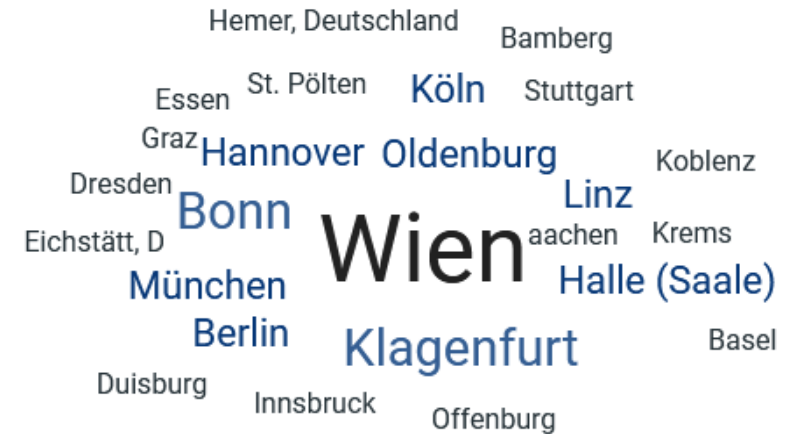 Hemer, Deutschland
Bamberg
St. Pölten
Köln
Stuttgart
Essen
Graz
Hannover
Oldenburg
Koblenz
Dresden
Bonn
Linz
Eichstätt, D
Wien
aachen
Krems
München
Halle (Saale)
Berlin
Klagenfurt
Basel
Duisburg
Innsbruck
Offenburg